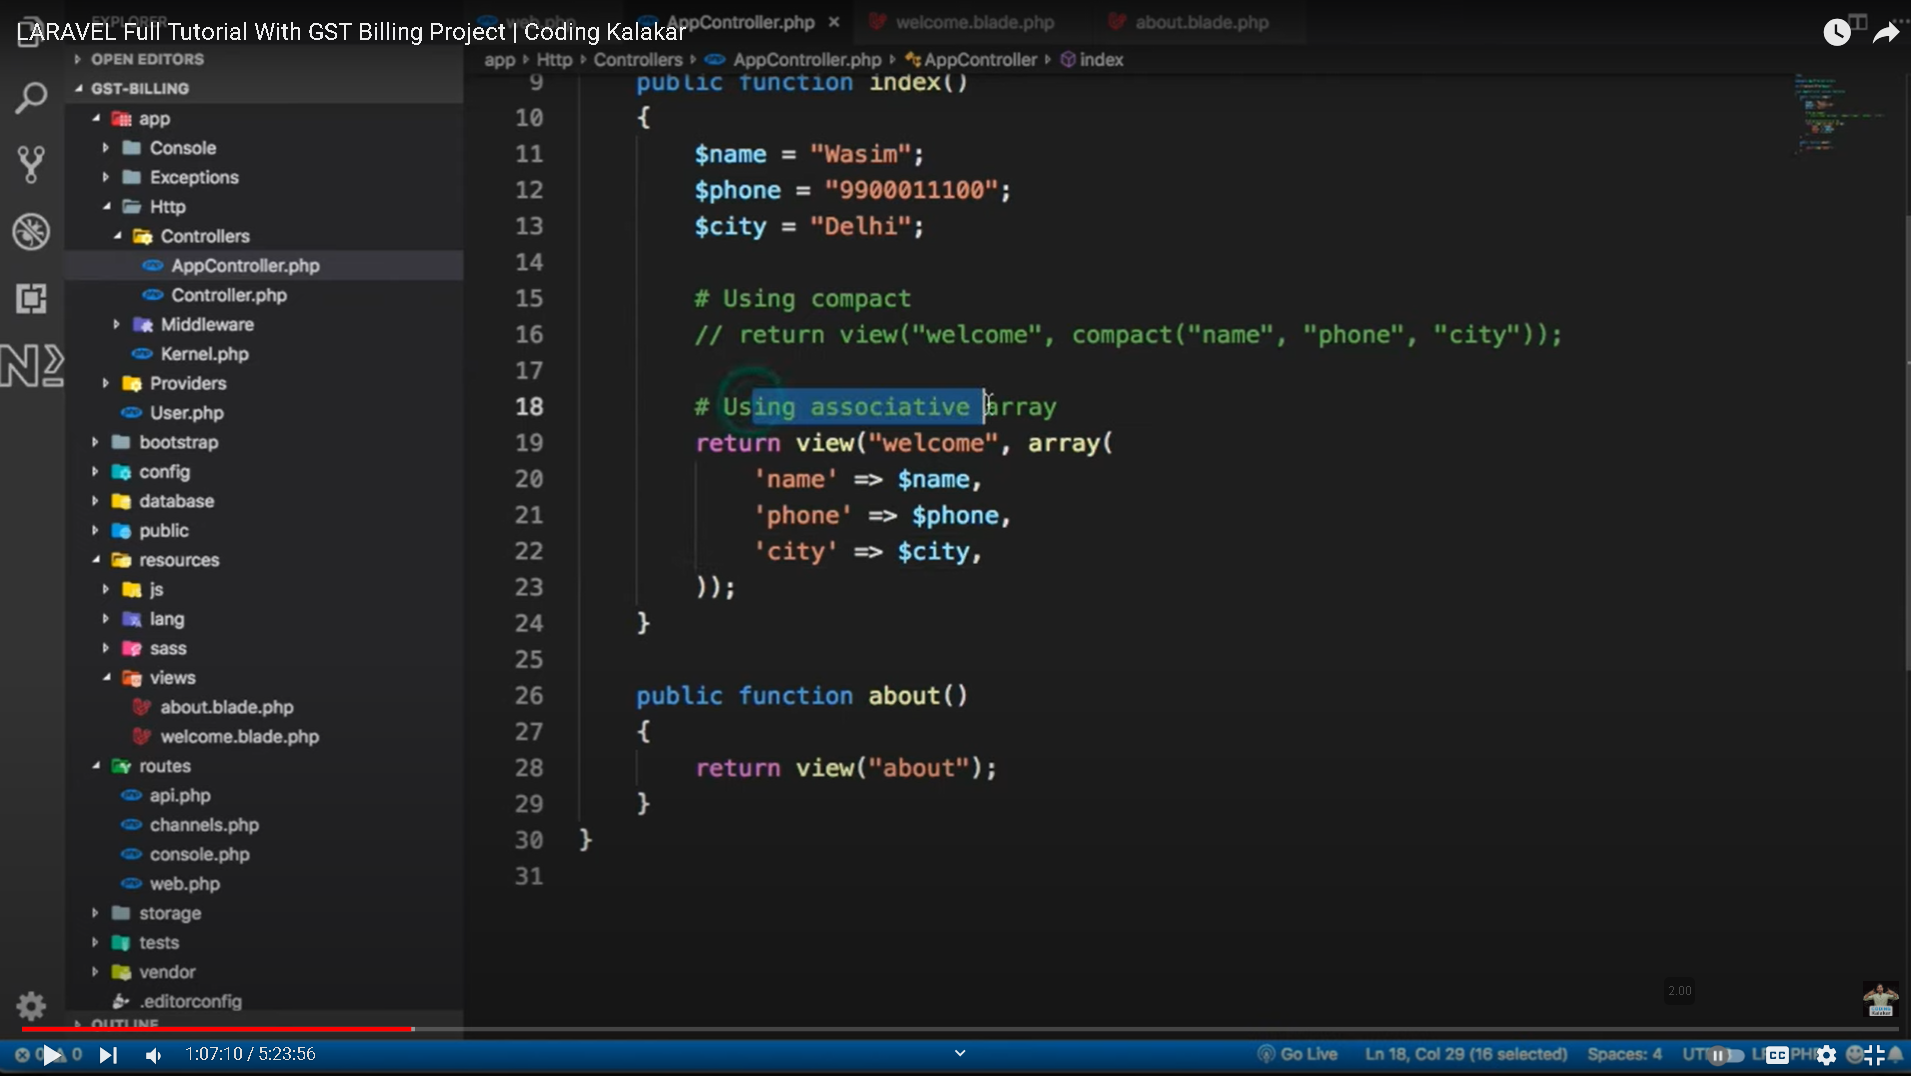 LARAVEL Full Tutorial With GST Billing Project | Coding Kalakar
web.php
AppController.php ×
welcome.blade.php
about.blade.php
EXPLORER
OPEN EDITORS
app › Http › Controllers › AppController.php › AppController › index
GST-BILLING
app
Console
Exceptions
Http
Controllers
AppController.php
Controller.php
Middleware
Kernel.php
Providers
User.php
bootstrap
config
database
public
resources
js
lang
sass
views
about.blade.php
welcome.blade.php
routes
api.php
channels.php
console.php
web.php
storage
tests
vendor
.editorconfig
OUTLINE
9 public function index()
10 {
11 $name = "Wasim";
12 $phone = "9900011100";
13 $city = "Delhi";
14
15 # Using compact
16 // return view("welcome", compact("name", "phone", "city"));
17
18 # Using associative array
19 return view("welcome", array(
20 'name' => $name,
21 'phone' => $phone,
22 'city' => $city,
23 ));
24 }
25
26 public function about()
27 {
28 return view("about");
29 }
30 }
31
2.00
1:07:10 / 5:23:56
Go Live
Ln 18, Col 29 (16 selected)
Spaces: 4
CC